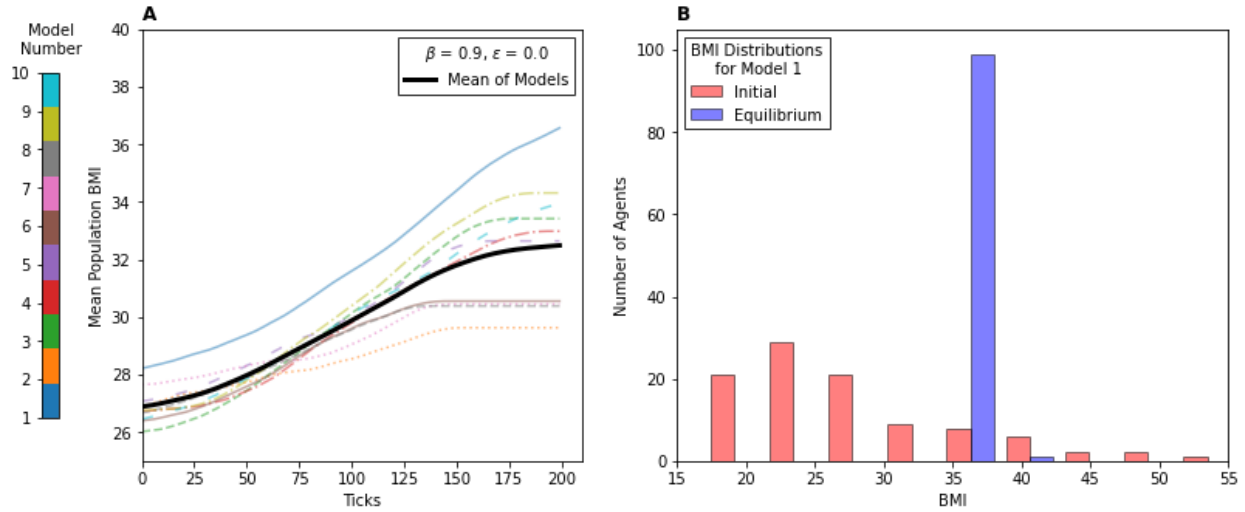 A
B
Model
Number
10
9
8
7
6
5
4
3
2
1
Mean Population BMI
40
38
36
34
32
30
28
26
β = 0.9, ε = 0.0
Mean of Models
0 25 50 75 100 125 150 175 200
Ticks
Number of Agents
100
80
60
40
20
0
BMI Distributions
for Model 1
Initial
Equilibrium
15 20 25 30 35 40 45 50 55
BMI